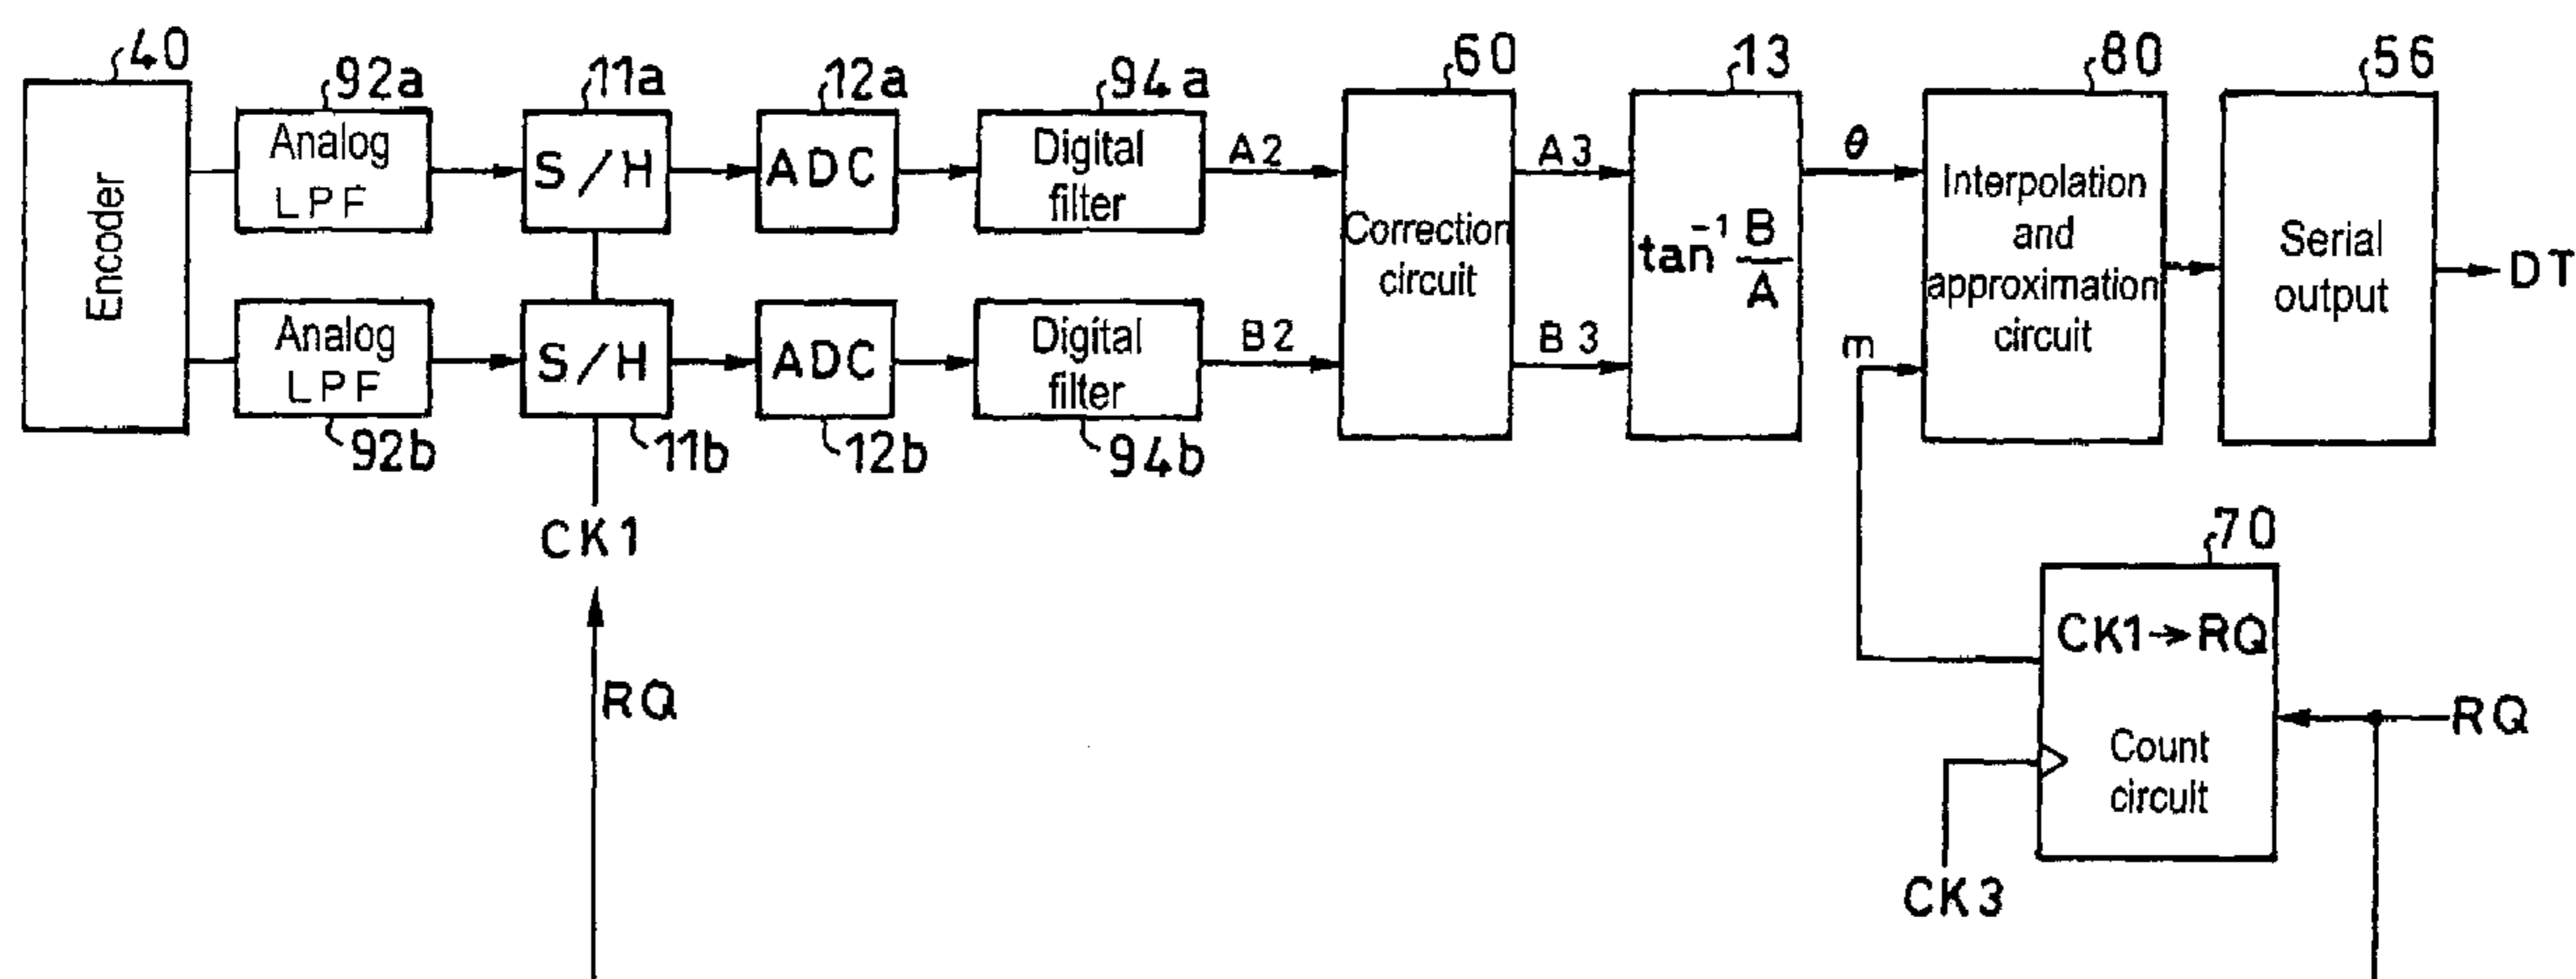 40
92a
11a
12a
94a
60
13
80
56
Encoder
Analog
LPF
S/H
ADC
Digital
filter
A2
Correction
circuit
A3
tan⁻¹ B/A
θ
Interpolation
and
approximation
circuit
Serial
output
DT
Analog
LPF
S/H
ADC
Digital
filter
B2
B3
m
92b
11b
12b
94b
CK1
70
CK1→RQ
RQ
RQ
Count
circuit
CK3